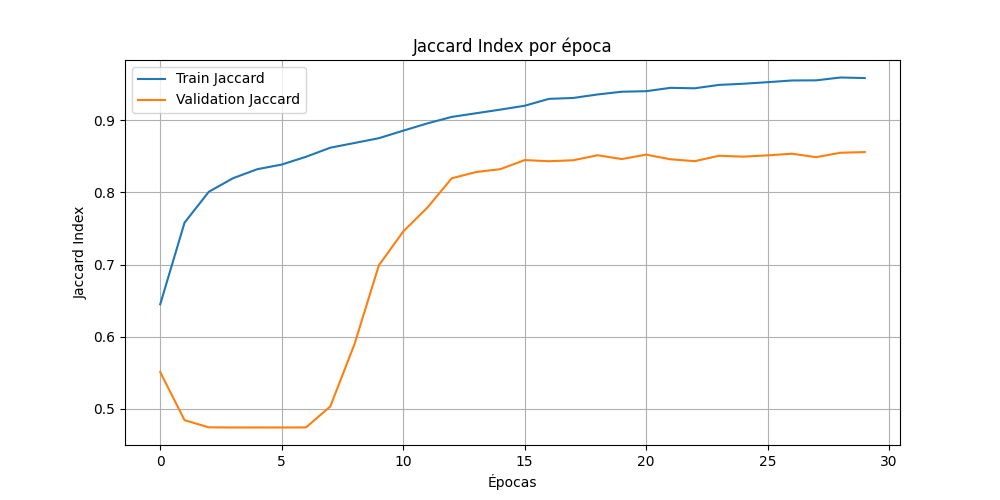 Jaccard Index por época
Train Jaccard
Validation Jaccard
Jaccard Index
0.9
0.8
0.7
0.6
0.5
0 5 10 15 20 25 30
Épocas